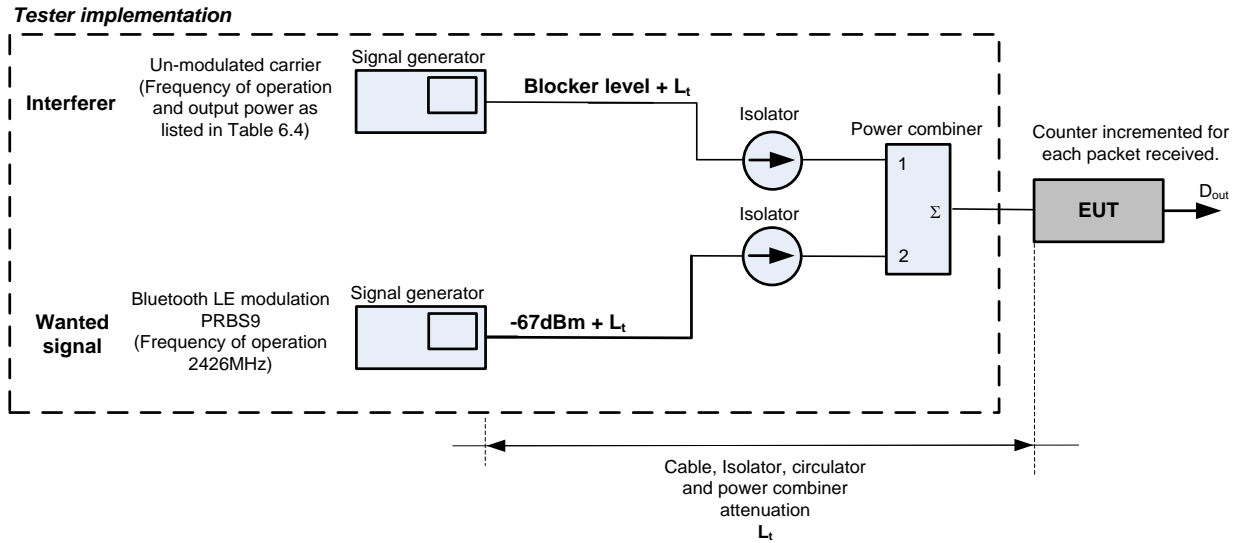 Tester implementation
Interferer
Un-modulated carrier
(Frequency of operation
and output power as
listed in Table 6.4)
Signal generator
Blocker level + Lt
Isolator
Power combiner
1
Σ
2
Counter incremented for
each packet received.
EUT
Dout
Isolator
Wanted
signal
Bluetooth LE modulation
PRBS9
(Frequency of operation
2426MHz)
Signal generator
-67dBm + Lt
Cable, Isolator, circulator
and power combiner
attenuation
Lt